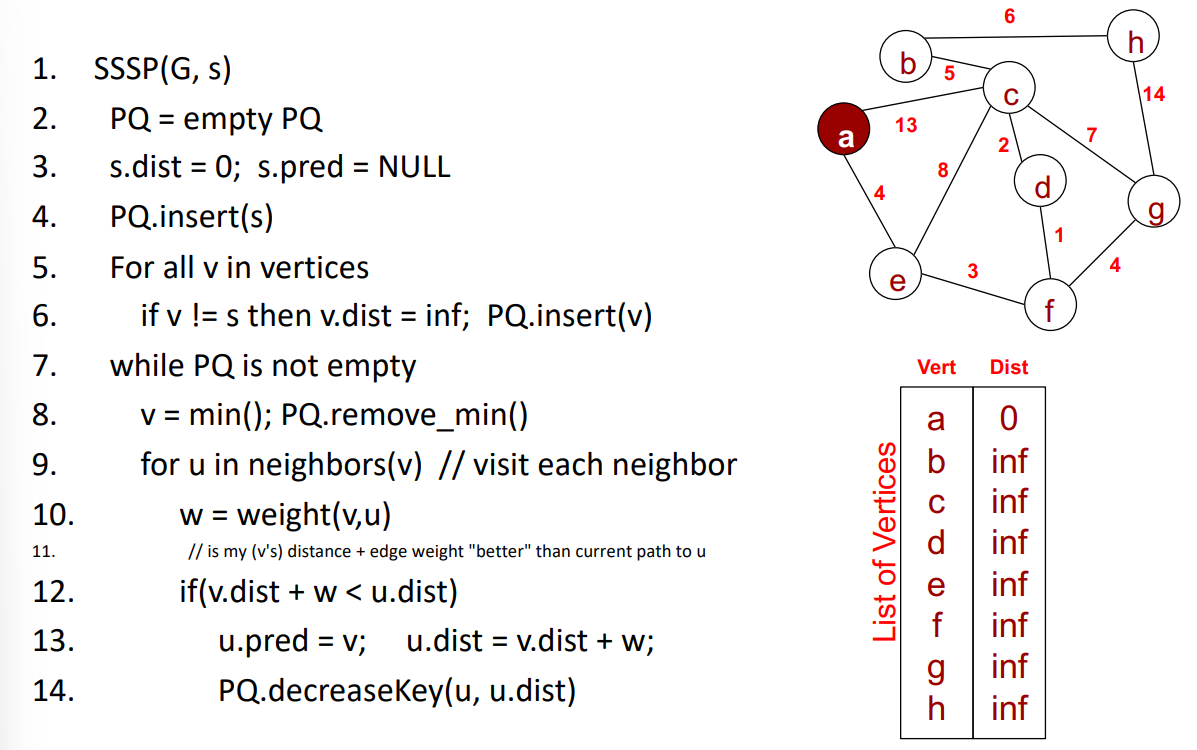 1. SSSP(G, s)
2. PQ = empty PQ
3. s.dist = 0; s.pred = NULL
4. PQ.insert(s)
5. For all v in vertices
6. if v != s then v.dist = inf; PQ.insert(v)
7. while PQ is not empty
8. v = min(); PQ.remove_min()
9. for u in neighbors(v) // visit each neighbor
10. w = weight(v,u)
11. // is my (v's) distance + edge weight "better" than current path to u
12. if(v.dist + w < u.dist)
13. u.pred = v; u.dist = v.dist + w;
14. PQ.decreaseKey(u, u.dist)
6
h
b
5
c
14
a
13
7
2
8
d
4
g
1
e
3
4
f
Vert Dist
List of Vertices
a 0
b inf
c inf
d inf
e inf
f inf
g inf
h inf